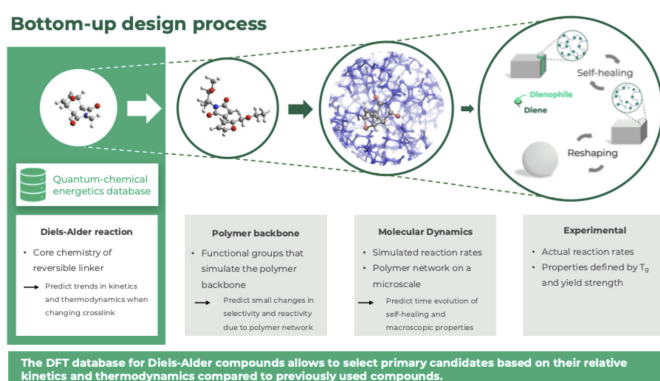 Bottom-up design process
Self-healing
Dienophile
Diene
Reshaping
Quantum-chemical
energetics database
Diels-Alder reaction
• Core chemistry of
reversible linker
→ Predict trends in kinetics
and thermodynamics when
changing crosslink
Polymer backbone
• Functional groups that
simulate the polymer
backbone
→ Predict small changes in
selectivity and reactivity
due to polymer network
Molecular Dynamics
• Simulated reaction rates
• Polymer network on a
microscale
→ Predict time evolution of
self-healing and
macroscopic properties
Experimental
• Actual reaction rates
• Properties defined by Tg
and yield strength
The DFT database for Diels-Alder compounds allows to select primary candidates based on their relative
kinetics and thermodynamics compared to previously used compounds.